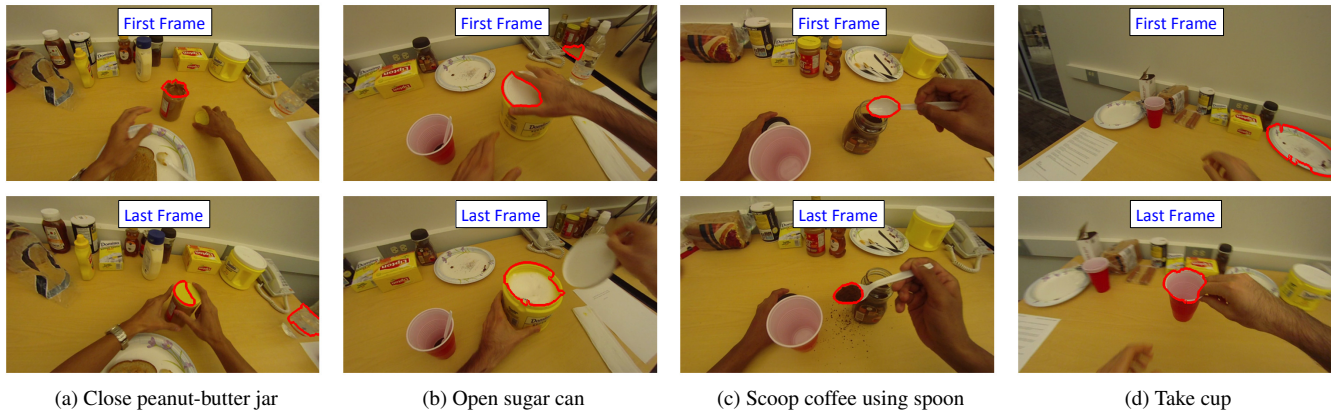 First Frame
First Frame
First Frame
First Frame
Lipton
Last Frame
Last Frame
Last Frame
Last Frame
(a) Close peanut-butter jar
(b) Open sugar can
(c) Scoop coffee using spoon
(d) Take cup